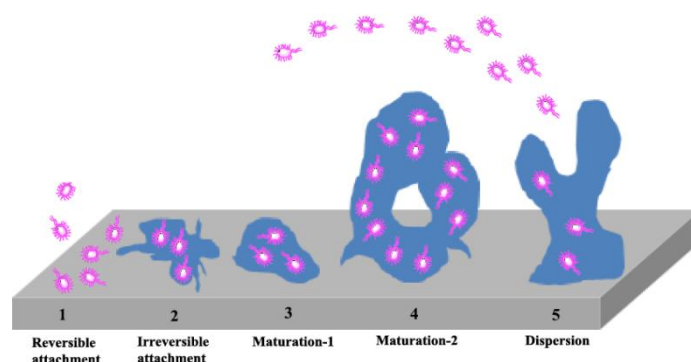 1 2 3 4 5
Reversible attachment
Irreversible attachment
Maturation-1
Maturation-2
Dispersion